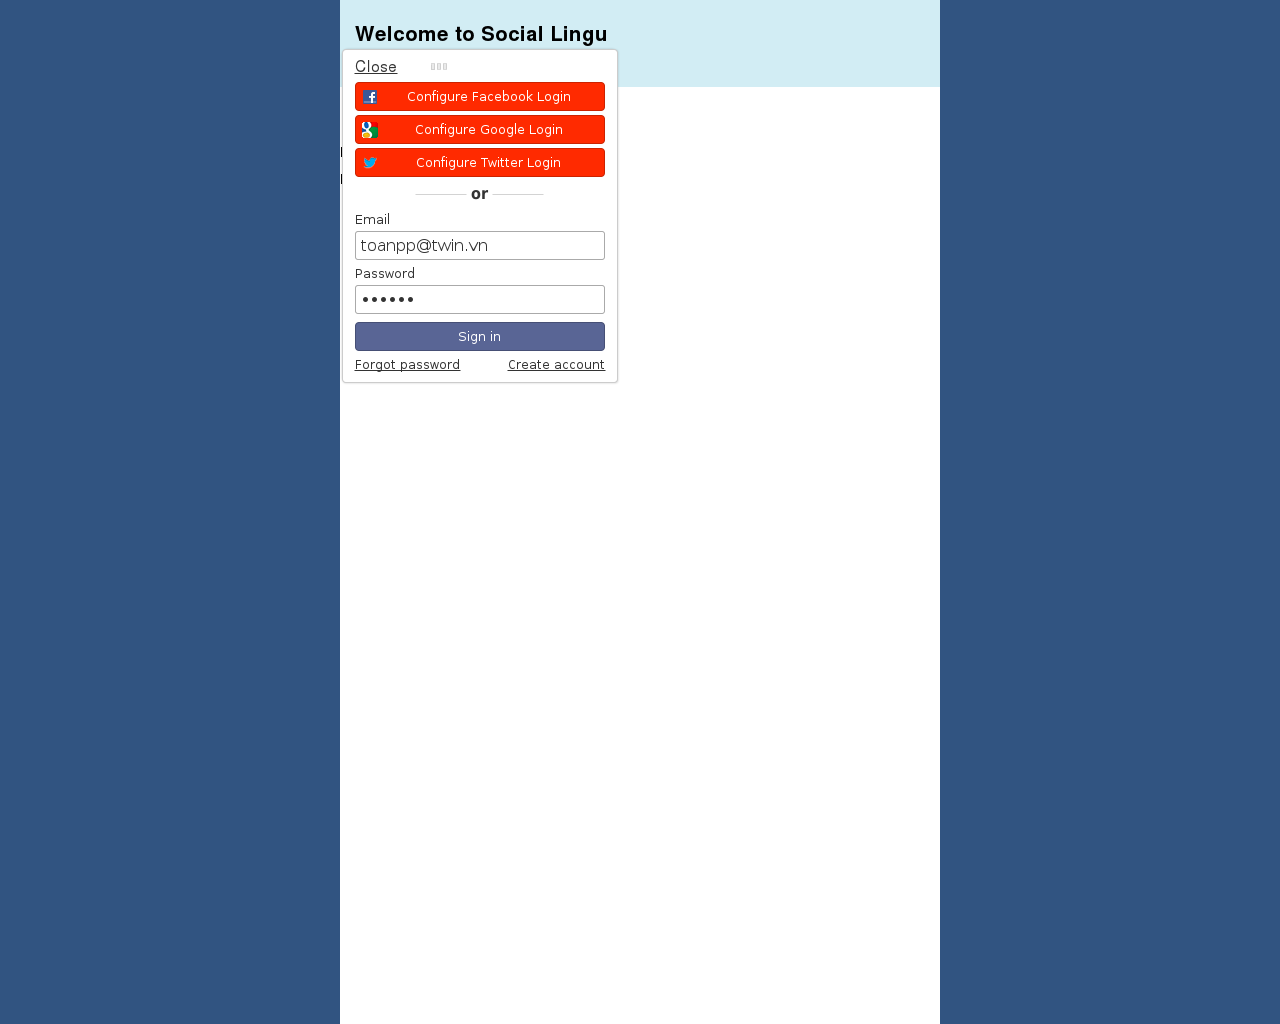 Welcome to Social Lingu
Close
Configure Facebook Login
Configure Google Login
Configure Twitter Login
or
Email
toanpp@twin.vn
Password
••••••
Sign in
Forgot password Create account